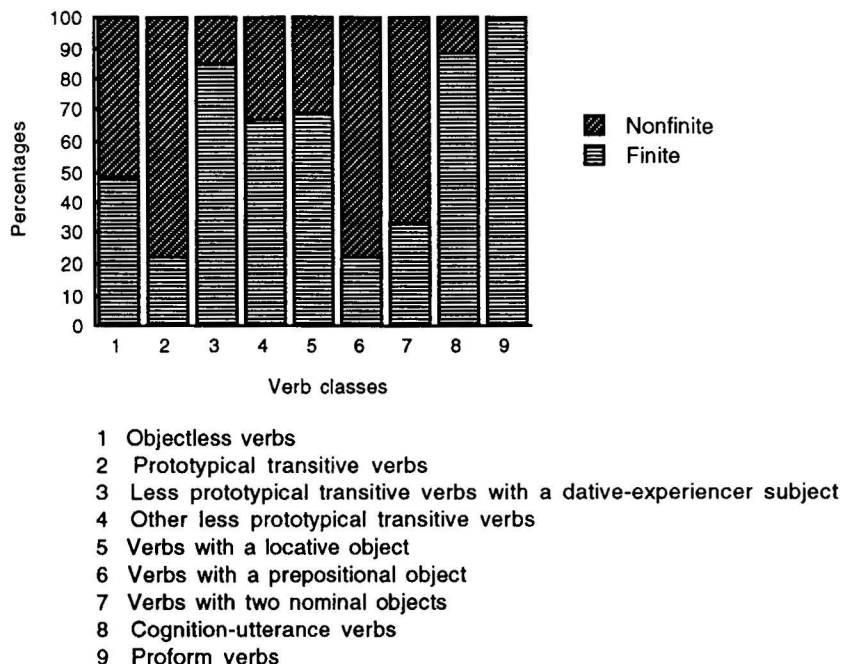 100
90
80
70
60
50
40
30
20
10
0
Percentages
1 2 3 4 5 6 7 8 9
Verb classes
Nonfinite
Finite
1 Objectless verbs
2 Prototypical transitive verbs
3 Less prototypical transitive verbs with a dative-experiencer subject
4 Other less prototypical transitive verbs
5 Verbs with a locative object
6 Verbs with a prepositional object
7 Verbs with two nominal objects
8 Cognition-utterance verbs
9 Proform verbs